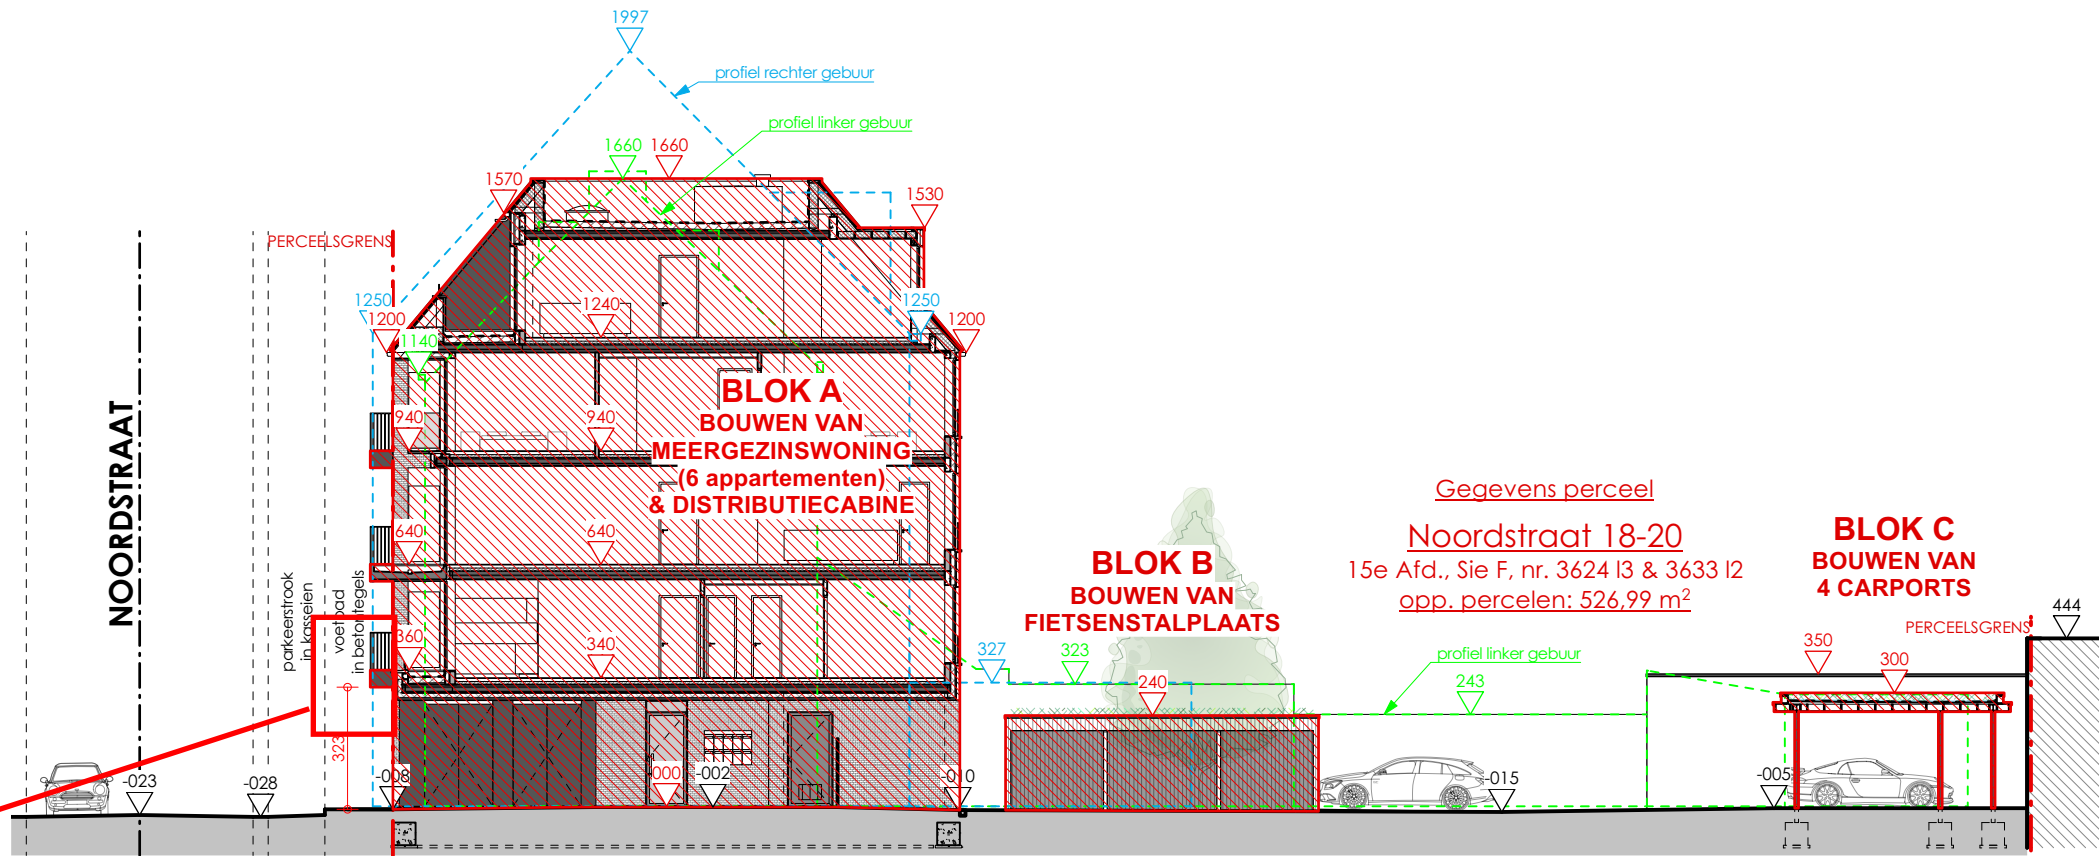 1997
profiel rechter gebuur
profiel linker gebuur
1660
1660
1570
1530
PERCEELSGRENS
1250
1240
1250
1200
1200
1140
BLOK A
BOUWEN VAN
MEERGEZINSWONING
(6 appartementen)
& DISTRIBUTIECABINE
940
940
NOORDSTRAAT
Gegevens perceel
Noordstraat 18-20
15e Afd., Sie F, nr. 3624 l3 & 3633 l2
opp. percelen: 526,99 m²
BLOK C
BOUWEN VAN
4 CARPORTS
640
640
BLOK B
BOUWEN VAN
FIETSENSTALPLAATS
parkeerstrook
in kasseien
voetpad
in betontegels
444
PERCEELSGRENS
360
340
327
323
profiel linker gebuur
350
300
240
243
323
-023
-028
-008
000
-002
-010
-015
-005